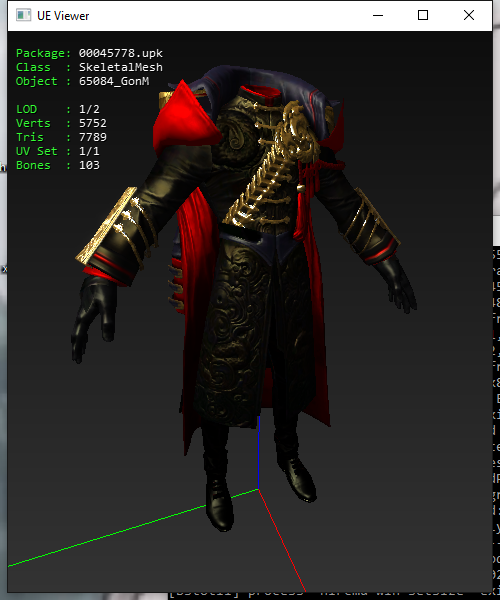 UE Viewer
Package: 00045778.upk
Class : SkeletalMesh
Object : 65084_GonM
LOD : 1/2
Verts : 5752
Tris : 7789
UV Set : 1/1
Bones : 103